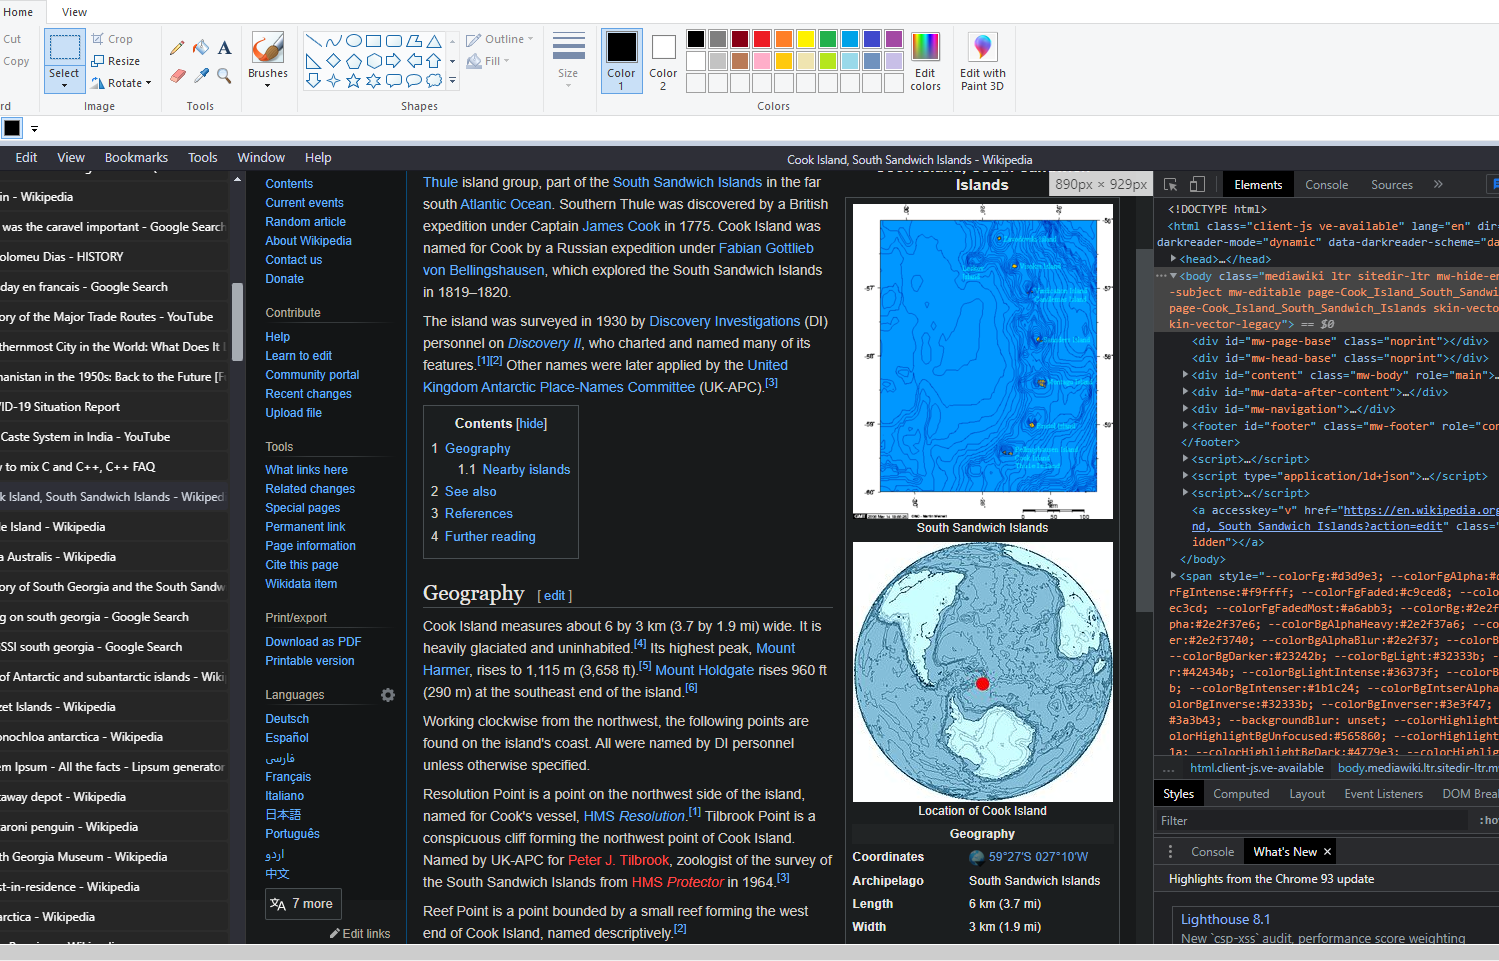 Home View
Cut
Copy
rd
Select
Crop
Resize
Rotate
Image
A
Tools
Brushes
Shapes
Outline
Fill
Size
Color
1
Color
2
Edit
colors
Colors
Edit with
Paint 3D
Edit View Bookmarks Tools Window Help
Cook Island, South Sandwich Islands - Wikipedia
in - Wikipedia
was the caravel important - Google Search
olomeu Dias - HISTORY
day en francais - Google Search
ory of the Major Trade Routes - YouTube
thernmost City in the World: What Does It L
hanistan in the 1950s: Back to the Future [F
/ID-19 Situation Report
Caste System in India - YouTube
v to mix C and C++, C++ FAQ
k Island, South Sandwich Islands - Wikiped
le Island - Wikipedia
a Australis - Wikipedia
ory of South Georgia and the South Sandw
ng on south georgia - Google Search
SSI south georgia - Google Search
of Antarctic and subantarctic islands - Wiki
zet Islands - Wikipedia
onochloa antarctica - Wikipedia
em Ipsum - All the facts - Lipsum generator
taway depot - Wikipedia
caroni penguin - Wikipedia
th Georgia Museum - Wikipedia
st-in-residence - Wikipedia
arctica - Wikipedia
Contents
Current events
Random article
About Wikipedia
Contact us
Donate
Contribute
Help
Learn to edit
Community portal
Recent changes
Upload file
Tools
What links here
Related changes
Special pages
Permanent link
Page information
Cite this page
Wikidata item
Print/export
Download as PDF
Printable version
Languages
Deutsch
Español
فارسی
Français
Italiano
日本語
Português
اردو
中文
7 more
Edit links
Thule island group, part of the South Sandwich Islands in the far
south Atlantic Ocean. Southern Thule was discovered by a British
expedition under Captain James Cook in 1775. Cook Island was
named for Cook by a Russian expedition under Fabian Gottlieb
von Bellingshausen, which explored the South Sandwich Islands
in 1819–1820.
The island was surveyed in 1930 by Discovery Investigations (DI)
personnel on Discovery II, who charted and named many of its
features.[1][2] Other names were later applied by the United
Kingdom Antarctic Place-Names Committee (UK-APC).[3]
Contents [hide]
1 Geography
1.1 Nearby islands
2 See also
3 References
4 Further reading
Geography [ edit ]
Cook Island measures about 6 by 3 km (3.7 by 1.9 mi) wide. It is
heavily glaciated and uninhabited.[4] Its highest peak, Mount
Harmer, rises to 1,115 m (3,658 ft).[5] Mount Holdgate rises 960 ft
(290 m) at the southeast end of the island.[6]
Working clockwise from the northwest, the following points are
found on the island's coast. All were named by DI personnel
unless otherwise specified.
Resolution Point is a point on the northwest side of the island,
named for Cook's vessel, HMS Resolution.[1] Tilbrook Point is a
conspicuous cliff forming the northwest point of Cook Island.
Named by UK-APC for Peter J. Tilbrook, zoologist of the survey of
the South Sandwich Islands from HMS Protector in 1964.[3]
Reef Point is a point bounded by a small reef forming the west
end of Cook Island, named descriptively.[2]
Islands
890px × 929px
South Sandwich Islands
Location of Cook Island
Geography
Coordinates 59°27′S 027°10′W
Archipelago South Sandwich Islands
Length 6 km (3.7 mi)
Width 3 km (1.9 mi)
Elements Console Sources »
<!DOCTYPE html>
<html class="client-js ve-available" lang="en" dir=
darkreader-mode="dynamic" data-darkreader-scheme="da
<head>…</head>
<body class="mediawiki ltr sitedir-ltr mw-hide-em
-subject mw-editable page-Cook_Island_South_Sandwi
page-Cook_Island_South_Sandwich_Islands skin-vecto
kin-vector-legacy"> == $0
<div id="mw-page-base" class="noprint"></div>
<div id="mw-head-base" class="noprint"></div>
<div id="content" class="mw-body" role="main">…
<div id="mw-data-after-content">…</div>
<div id="mw-navigation">…</div>
<footer id="footer" class="mw-footer" role="con
</footer>
<script>…</script>
<script type="application/ld+json">…</script>
<script>…</script>
<a accesskey="v" href="https://en.wikipedia.org
nd,_South_Sandwich_Islands?action=edit" class="
idden"></a>
</body>
<span style="--colorFg:#d3d9e3; --colorFgAlpha:#d
rFgIntense:#f9ffff; --colorFgFaded:#c9ced8; --colo
ec3cd; --colorFgFadedMost:#a6abb3; --colorBg:#2e2f
pha:#2e2f37e6; --colorBgAlphaHeavy:#2e2f37a6; --co
er:#2e2f3740; --colorBgAlphaBlur:#2e2f37; --colorB
--colorBgDarker:#23242b; --colorBgLight:#32333b; -
r:#42434b; --colorBgLightIntense:#36373f; --colorB
b; --colorBgIntenser:#1b1c24; --colorBgIntserAlpha
olorBgInverse:#32333b; --colorBgInverser:#3e3f47;
#3a3b43; --backgroundBlur: unset; --colorHighlight
olorHighlightBgUnfocused:#565860; --colorHighlight
1a; --colorHighlightBgDark:#4779e3; --colorHighlig
... html.client-js.ve-available body.mediawiki.ltr.sitedir-ltr.m
Styles Computed Layout Event Listeners DOM Brea
Filter :ho
Console What's New ×
Highlights from the Chrome 93 update
Lighthouse 8.1
New `csp-xss` audit, performance score weighting